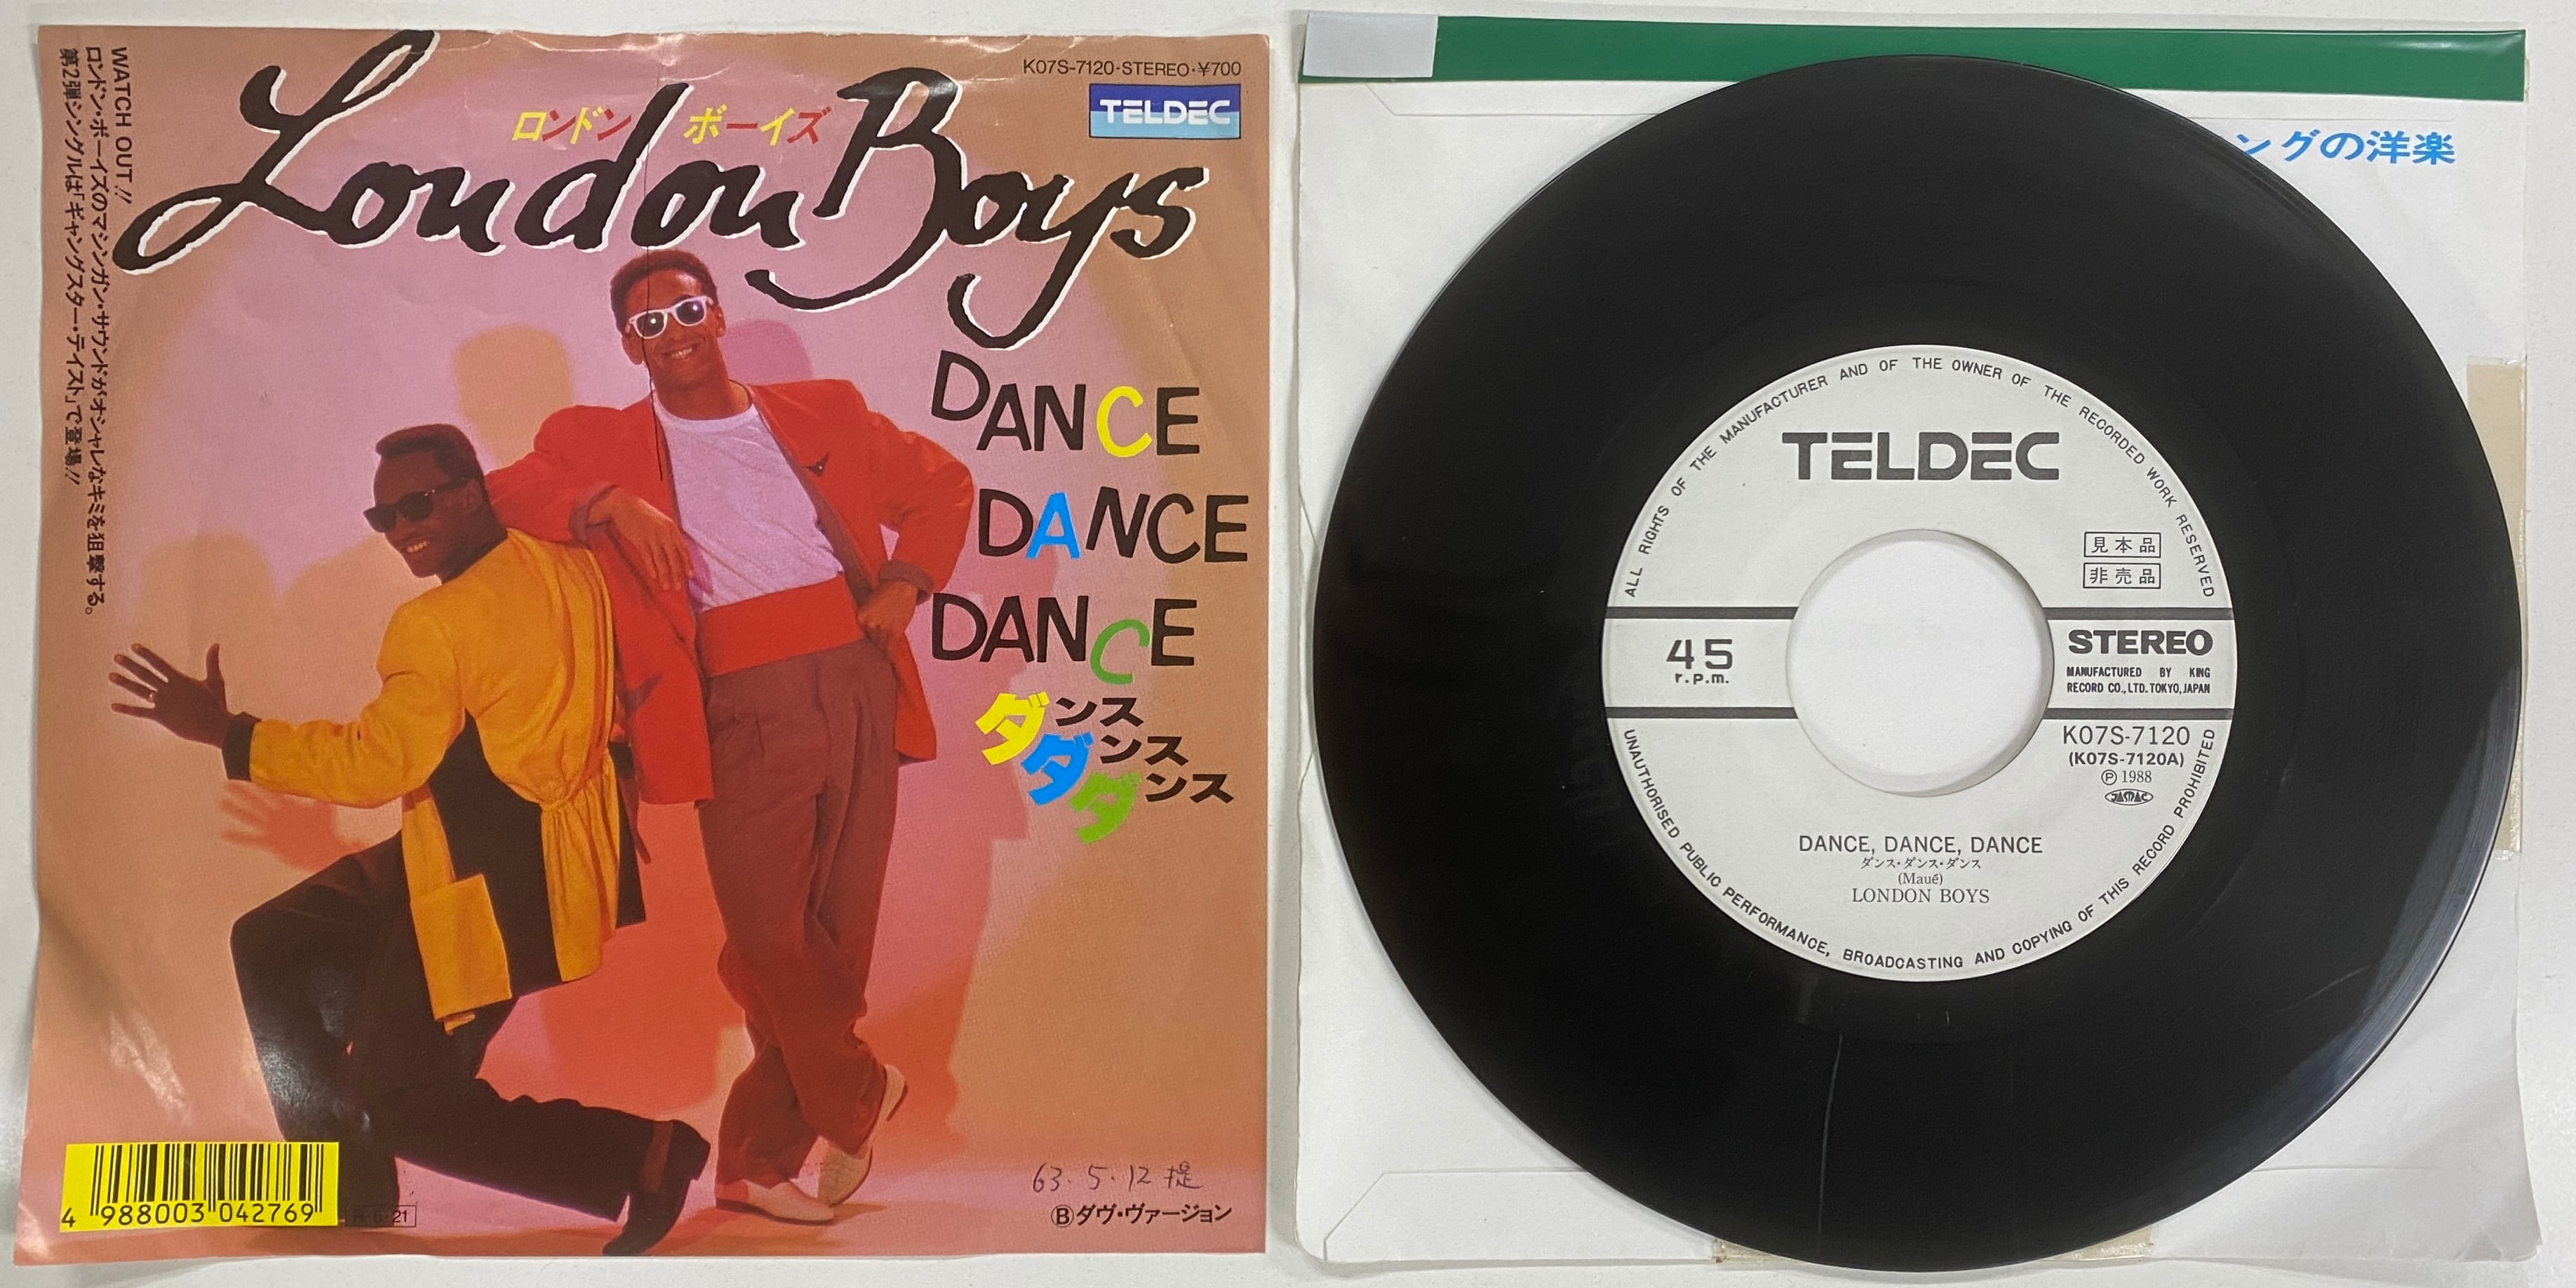 K07S-7120・STEREO・¥700
TELDEC
ロンドン ボーイズ
London Boys
WATCH OUT!!
ロンドン・ボーイズのマシンガン・サウンドがオシャレなキミを狙撃する。
第2弾シングルは「ギャングスター・テイスト」で登場!!
DANCE
DANCE
DANCE
ダンス
ダンス
ダンス
63.5.12 提
Ⓑダヴ・ヴァージョン
4 988003 042769
21
ングの洋楽
ALL RIGHTS OF THE MANUFACTURER AND OF THE OWNER OF THE RECORDED WORK RESERVED
TELDEC
見本品
非売品
45
r.p.m.
STEREO
MANUFACTURED BY KING
RECORD CO., LTD. TOKYO, JAPAN
K07S-7120
(K07S-7120A)
Ⓟ 1988
JASRAC
DANCE, DANCE, DANCE
ダンス・ダンス・ダンス
(Maué)
LONDON BOYS
UNAUTHORISED PUBLIC PERFORMANCE, BROADCASTING AND COPYING OF THIS RECORD PROHIBITED